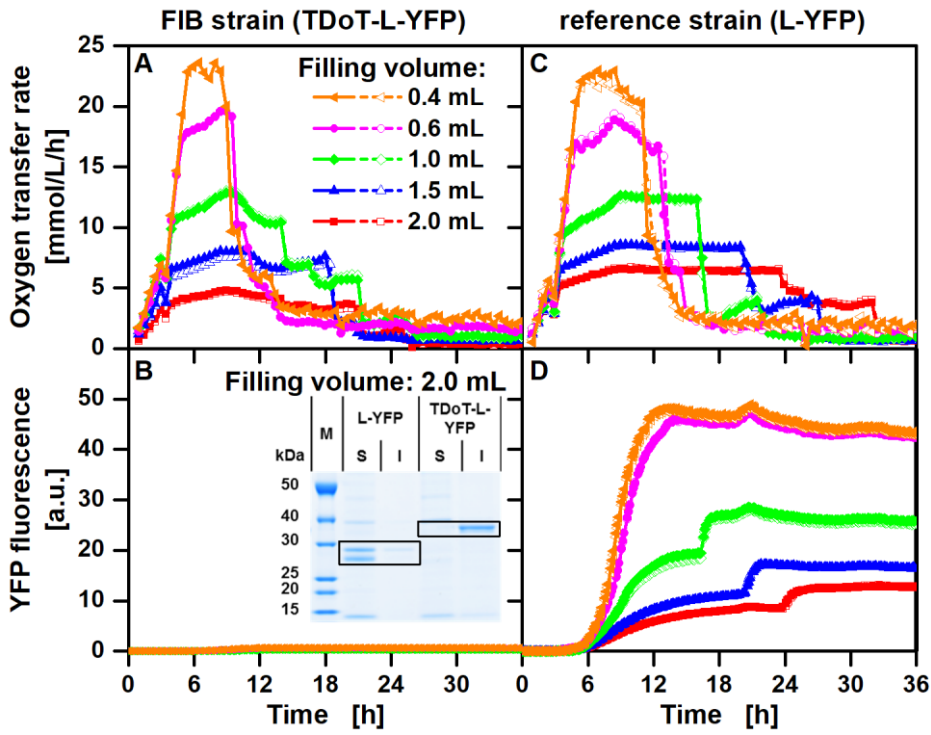 FIB strain (TDoT-L-YFP)
reference strain (L-YFP)
Oxygen transfer rate
[mmol/L/h]
25
20
15
10
5
0
A
Filling volume:
0.4 mL
0.6 mL
1.0 mL
1.5 mL
2.0 mL
C
YFP fluorescence
[a.u.]
50
40
30
20
10
0
B
Filling volume: 2.0 mL
L-YFP
TDoT-L-
YFP
M
kDa
S
I
S
I
50
40
30
25
20
15
D
0
6
12
18
24
30
6
12
18
24
30
36
Time [h]
Time [h]